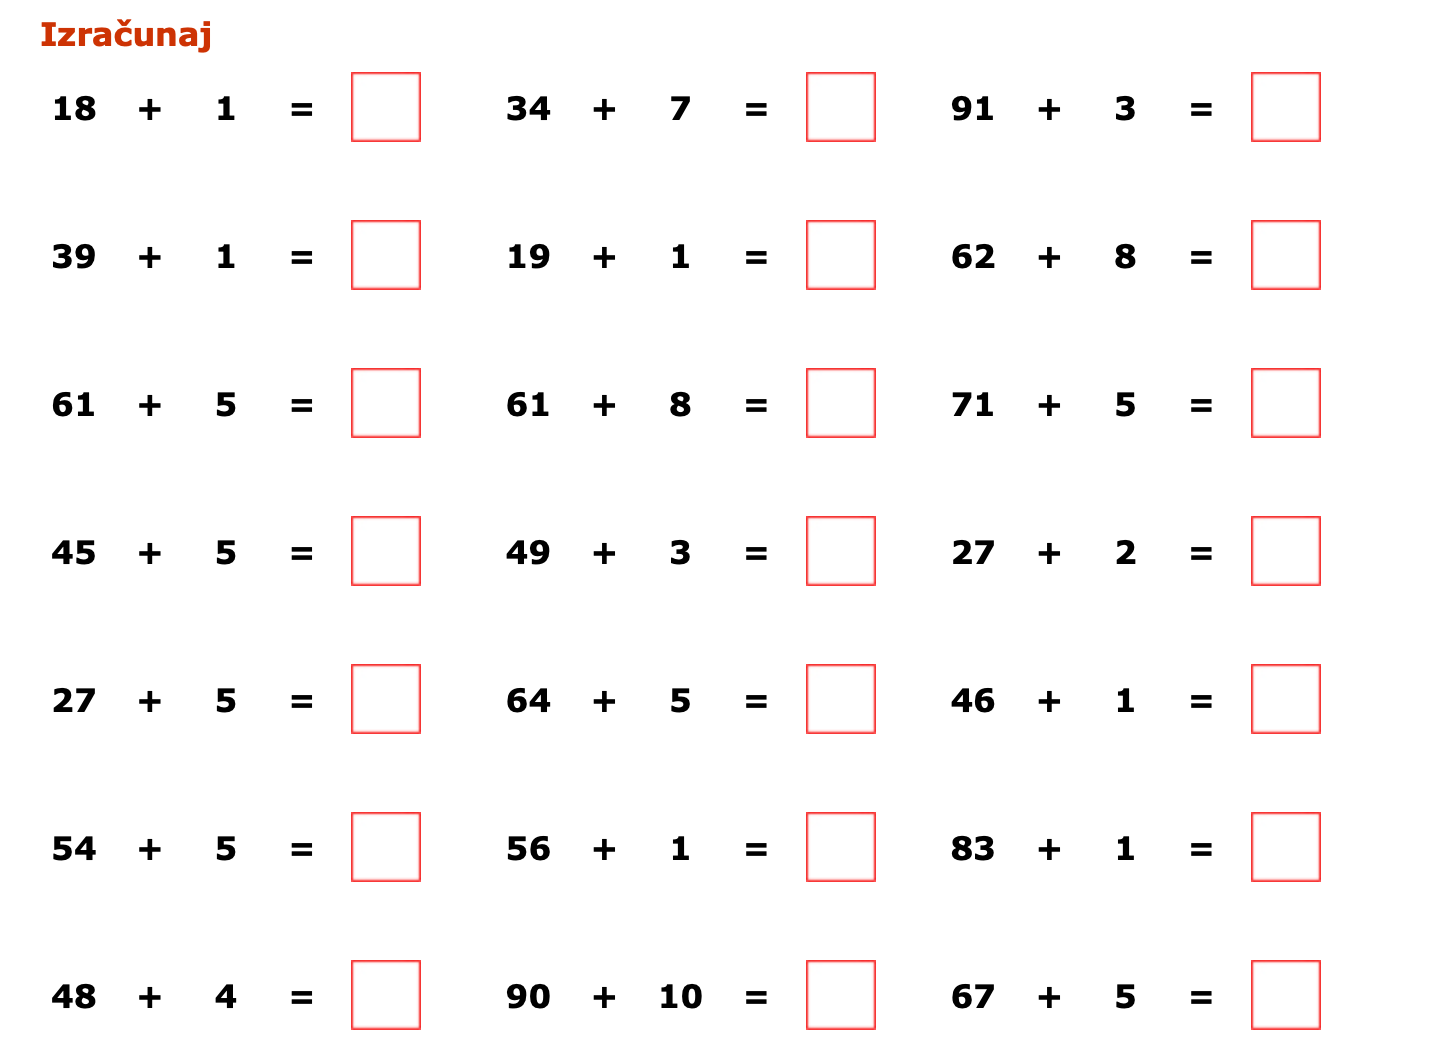 Izračunaj
18 + 1 = 34 + 7 = 91 + 3 =
39 + 1 = 19 + 1 = 62 + 8 =
61 + 5 = 61 + 8 = 71 + 5 =
45 + 5 = 49 + 3 = 27 + 2 =
27 + 5 = 64 + 5 = 46 + 1 =
54 + 5 = 56 + 1 = 83 + 1 =
48 + 4 = 90 + 10 = 67 + 5 =